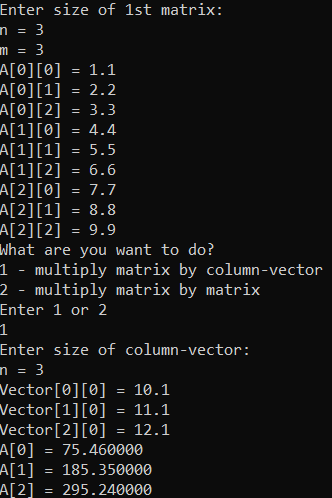 Enter size of 1st matrix:
n = 3
m = 3
A[0][0] = 1.1
A[0][1] = 2.2
A[0][2] = 3.3
A[1][0] = 4.4
A[1][1] = 5.5
A[1][2] = 6.6
A[2][0] = 7.7
A[2][1] = 8.8
A[2][2] = 9.9
What are you want to do?
1 - multiply matrix by column-vector
2 - multiply matrix by matrix
Enter 1 or 2
1
Enter size of column-vector:
n = 3
Vector[0][0] = 10.1
Vector[1][0] = 11.1
Vector[2][0] = 12.1
A[0] = 75.460000
A[1] = 185.350000
A[2] = 295.240000